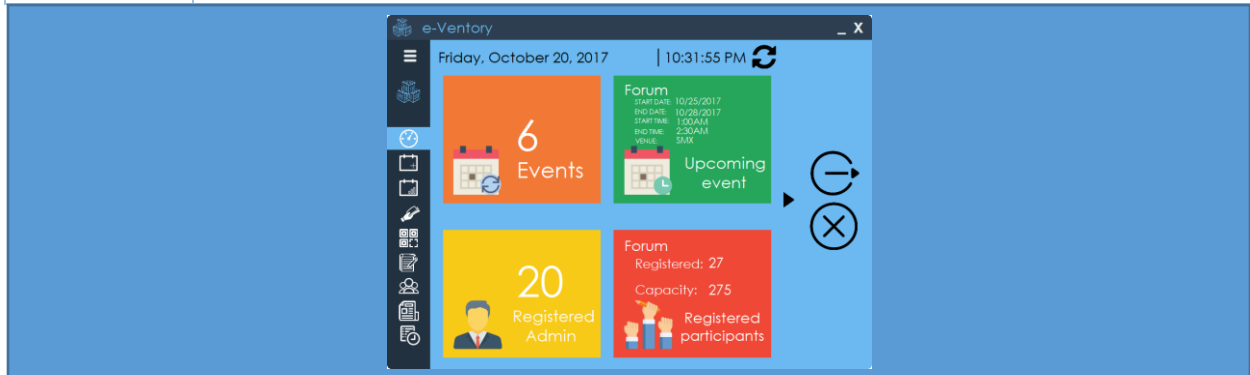 e-Ventory
_ X
Friday, October 20, 2017 | 10:31:55 PM
6
Events
Forum
START DATE: 10/25/2017
END DATE: 10/28/2017
START TIME: 1:00AM
END TIME: 2:30AM
VENUE: SMX
Upcoming
event
20
Registered
Admin
Forum
Registered: 27
Capacity: 275
Registered
participants